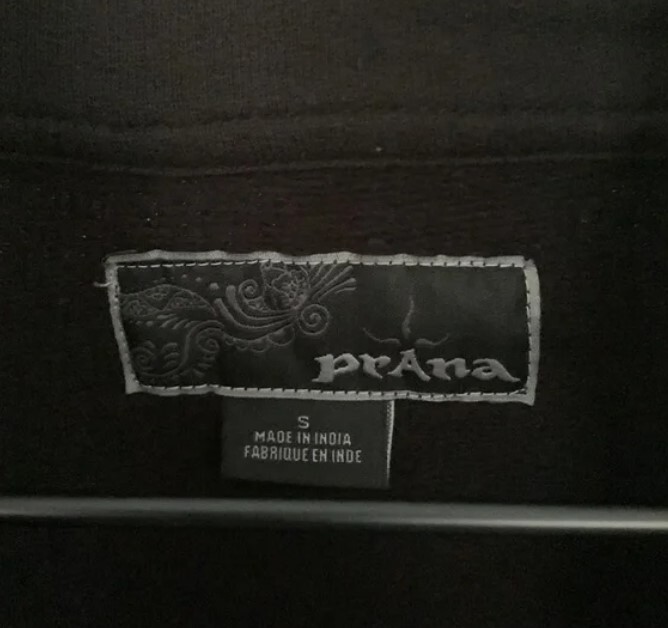 prAna
S
MADE IN INDIA
FABRIQUE EN INDE